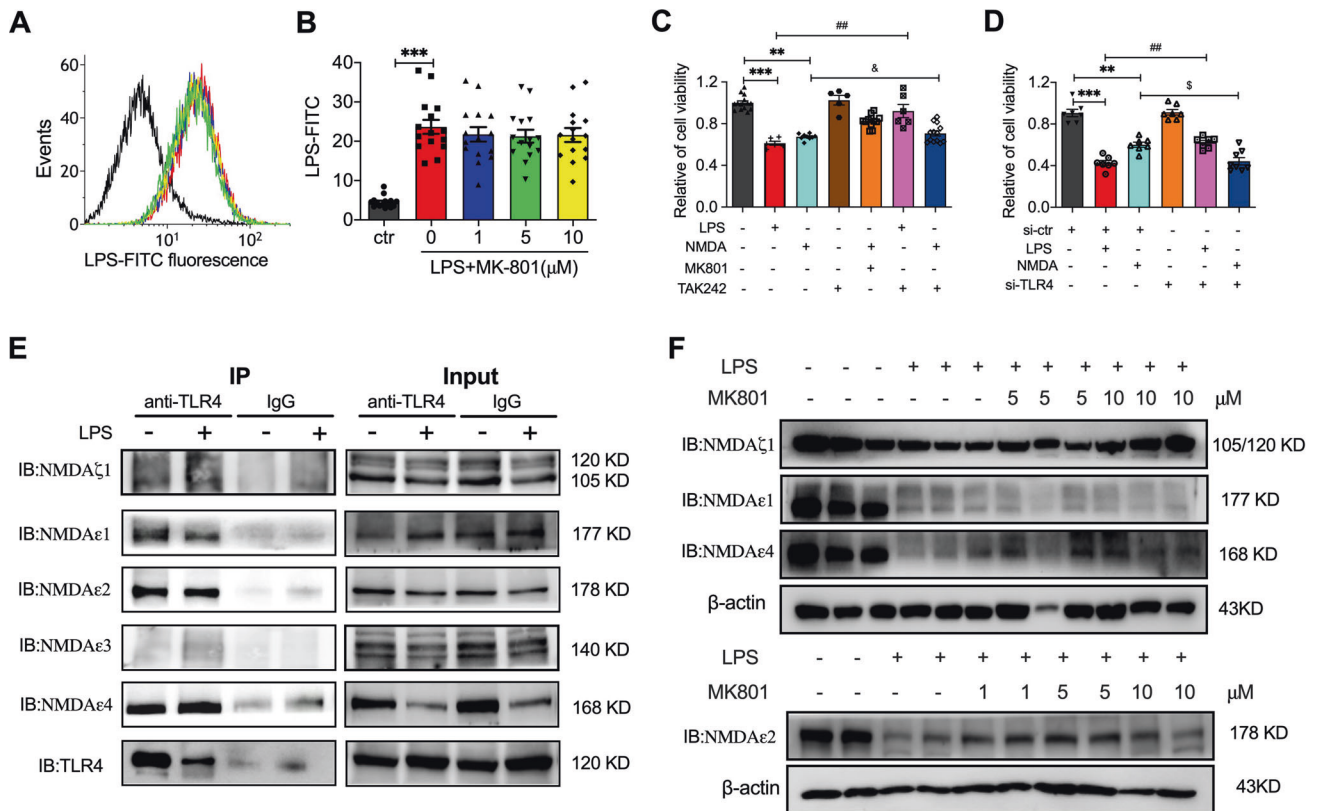 A
60
40
20
0
Events
10¹ 10²
LPS-FITC fluorescence
B
***
40
30
20
10
0
LPS-FITC
ctr 0 1 5 10
LPS+MK-801(μM)
C
##
**
***
&
1.2
0.8
0.4
0.0
Relative of cell viability
LPS - + - - - + -
NMDA - - + - + - +
MK801 - - - - + - -
TAK242 - - - + - + +
D
##
**
***
$
1.2
0.8
0.4
0.0
Relative of cell viability
si-ctr + + + - - -
LPS - + - - + -
NMDA - - + - - +
si-TLR4 - - - + + +
E
IP Input
anti-TLR4 IgG anti-TLR4 IgG
LPS - + - + - + - +
IB:NMDAζ1 120 KD
105 KD
IB:NMDAε1 177 KD
IB:NMDAε2 178 KD
IB:NMDAε3 140 KD
IB:NMDAε4 168 KD
IB:TLR4 120 KD
F
LPS - - - + + + + + + + + +
MK801 - - - - - - 5 5 5 10 10 10 μM
IB:NMDAζ1 105/120 KD
IB:NMDAε1 177 KD
IB:NMDAε4 168 KD
β-actin 43KD
LPS - - + + + + + + + +
MK801 - - - - 1 1 5 5 10 10 μM
IB:NMDAε2 178 KD
β-actin 43KD